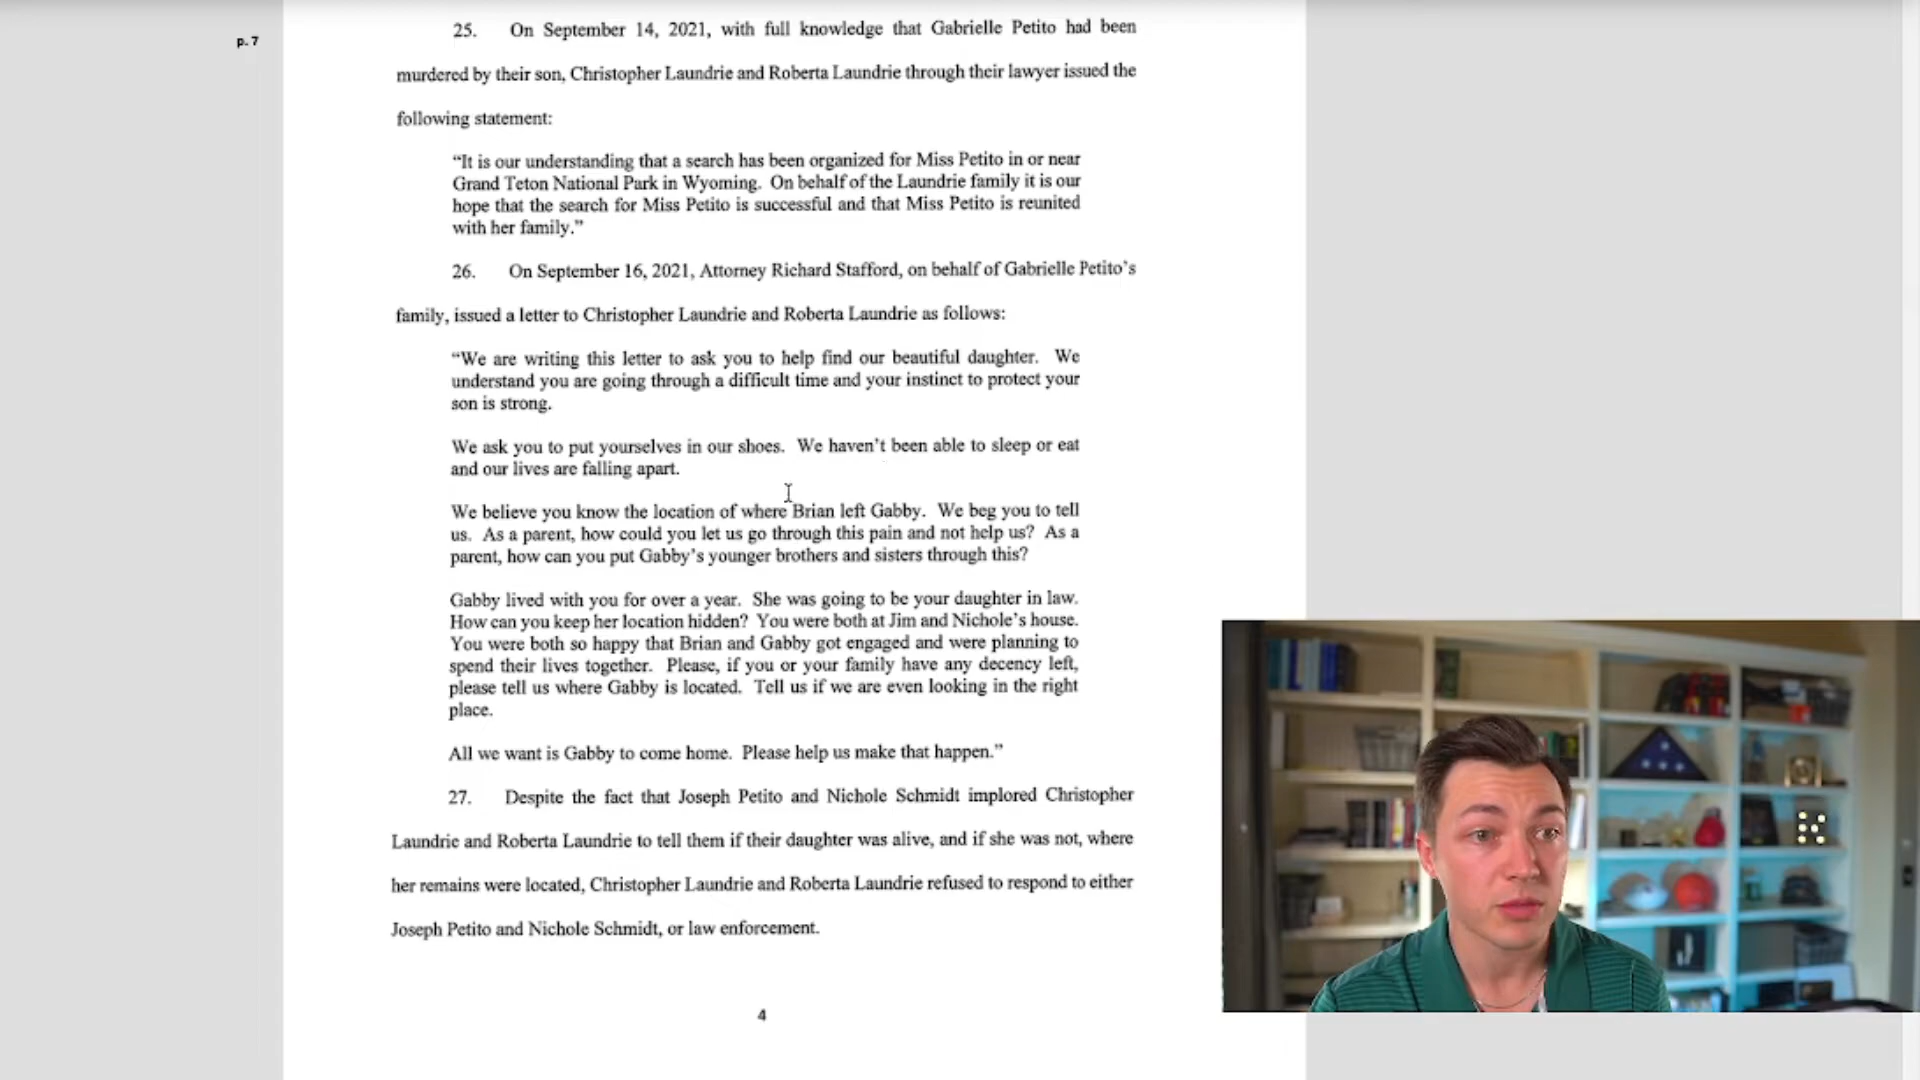 p. 7
25. On September 14, 2021, with full knowledge that Gabrielle Petito had been
murdered by their son, Christopher Laundrie and Roberta Laundrie through their lawyer issued the
following statement:
“It is our understanding that a search has been organized for Miss Petito in or near
Grand Teton National Park in Wyoming. On behalf of the Laundrie family it is our
hope that the search for Miss Petito is successful and that Miss Petito is reunited
with her family.”
26. On September 16, 2021, Attorney Richard Stafford, on behalf of Gabrielle Petito’s
family, issued a letter to Christopher Laundrie and Roberta Laundrie as follows:
“We are writing this letter to ask you to help find our beautiful daughter. We
understand you are going through a difficult time and your instinct to protect your
son is strong.
We ask you to put yourselves in our shoes. We haven’t been able to sleep or eat
and our lives are falling apart.
We believe you know the location of where Brian left Gabby. We beg you to tell
us. As a parent, how could you let us go through this pain and not help us? As a
parent, how can you put Gabby’s younger brothers and sisters through this?
Gabby lived with you for over a year. She was going to be your daughter in law.
How can you keep her location hidden? You were both at Jim and Nichole’s house.
You were both so happy that Brian and Gabby got engaged and were planning to
spend their lives together. Please, if you or your family have any decency left,
please tell us where Gabby is located. Tell us if we are even looking in the right
place.
All we want is Gabby to come home. Please help us make that happen.”
27. Despite the fact that Joseph Petito and Nichole Schmidt implored Christopher
Laundrie and Roberta Laundrie to tell them if their daughter was alive, and if she was not, where
her remains were located, Christopher Laundrie and Roberta Laundrie refused to respond to either
Joseph Petito and Nichole Schmidt, or law enforcement.
4